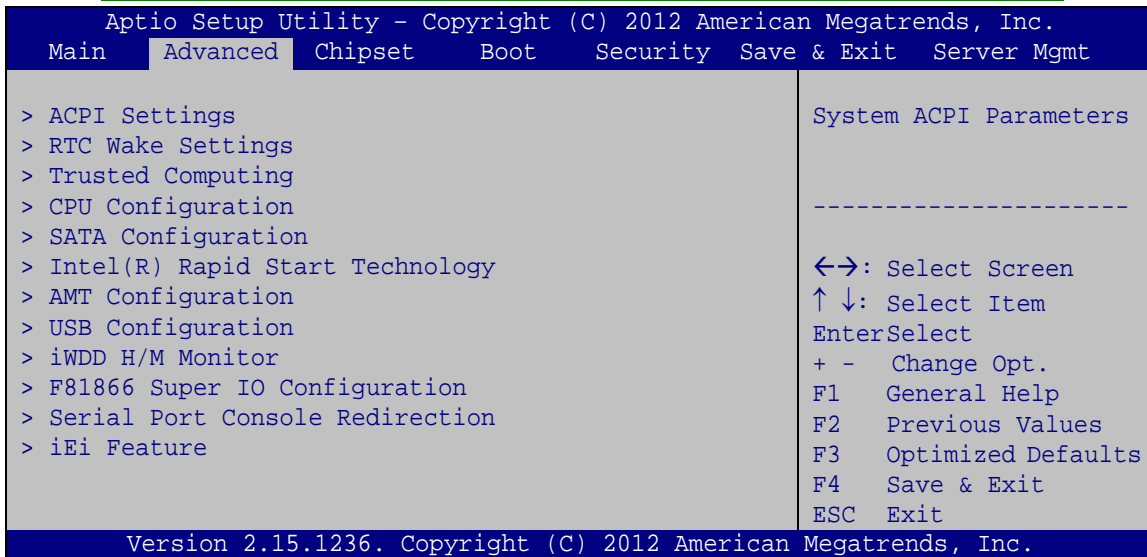 Aptio Setup Utility – Copyright (C) 2012 American Megatrends, Inc.
Main Advanced Chipset Boot Security Save & Exit Server Mgmt
> ACPI Settings
> RTC Wake Settings
> Trusted Computing
> CPU Configuration
> SATA Configuration
> Intel(R) Rapid Start Technology
> AMT Configuration
> USB Configuration
> iWDD H/M Monitor
> F81866 Super IO Configuration
> Serial Port Console Redirection
> iEi Feature
System ACPI Parameters
----------------------
←→: Select Screen
↑ ↓: Select Item
EnterSelect
+ - Change Opt.
F1 General Help
F2 Previous Values
F3 Optimized Defaults
F4 Save & Exit
ESC Exit
Version 2.15.1236. Copyright (C) 2012 American Megatrends, Inc.